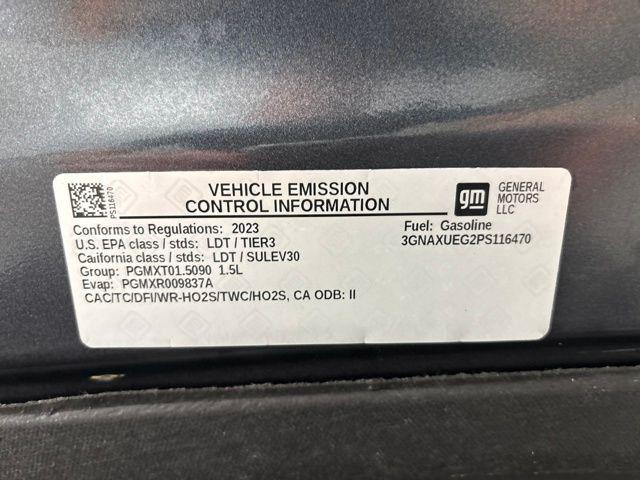 PS116470
VEHICLE EMISSION
CONTROL INFORMATION
gm
GENERAL
MOTORS
LLC
Conforms to Regulations: 2023
U.S. EPA class / stds: LDT / TIER3
California class / stds: LDT / SULEV30
Group: PGMXT01.5090 1.5L
Evap: PGMXR009837A
CAC/TC/DFI/WR-HO2S/TWC/HO2S, CA ODB: II
Fuel: Gasoline
3GNAXUEG2PS116470